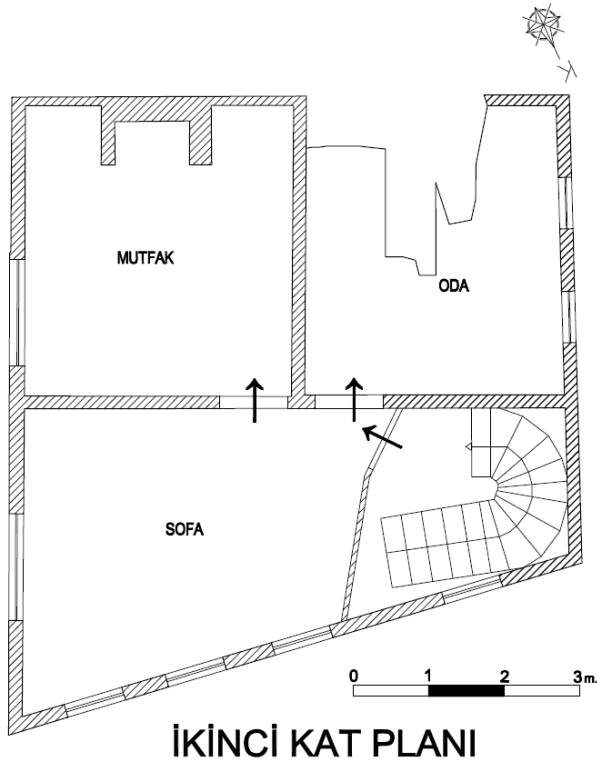 K
MUTFAK
ODA
SOFA
0 1 2 3 m.
İKİNCİ KAT PLANI